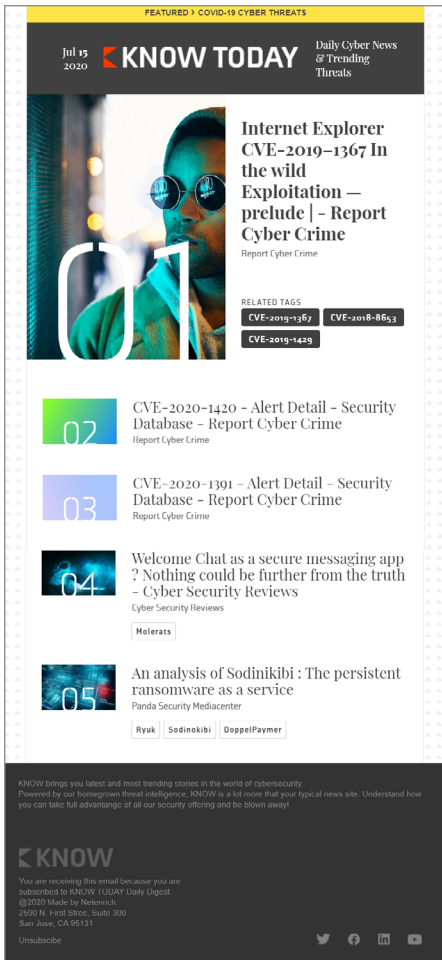 FEATURED > COVID-19 CYBER THREATS
Jul 15
2020
KNOW TODAY
Daily Cyber News
& Trending
Threats
01
Internet Explorer
CVE-2019–1367 In
the wild
Exploitation —
prelude | - Report
Cyber Crime
Report Cyber Crime
RELATED TAGS
CVE-2019-1367 CVE-2018-8653
CVE-2019-1429
02
CVE-2020-1420 - Alert Detail - Security
Database - Report Cyber Crime
Report Cyber Crime
03
CVE-2020-1391 - Alert Detail - Security
Database - Report Cyber Crime
Report Cyber Crime
04
Welcome Chat as a secure messaging app
? Nothing could be further from the truth
- Cyber Security Reviews
Cyber Security Reviews
Molerats
05
An analysis of Sodinikibi : The persistent
ransomware as a service
Panda Security Mediacenter
Ryuk Sodinokibi DoppelPaymer
KNOW brings you latest and most trending stories in the world of cybersecurity.
Powered by our homegrown threat intelligence, KNOW is a lot more that your typical news site. Understand how
you can take full advantange of all our security offering and be blown away!
KNOW
You are receiving this email because you are
subscribed to KNOW TODAY Daily Digest.
@2020 Made by Netenrich.
2590 N. First Stree, Suite 300
San Jose, CA 95131
Unsubscibe